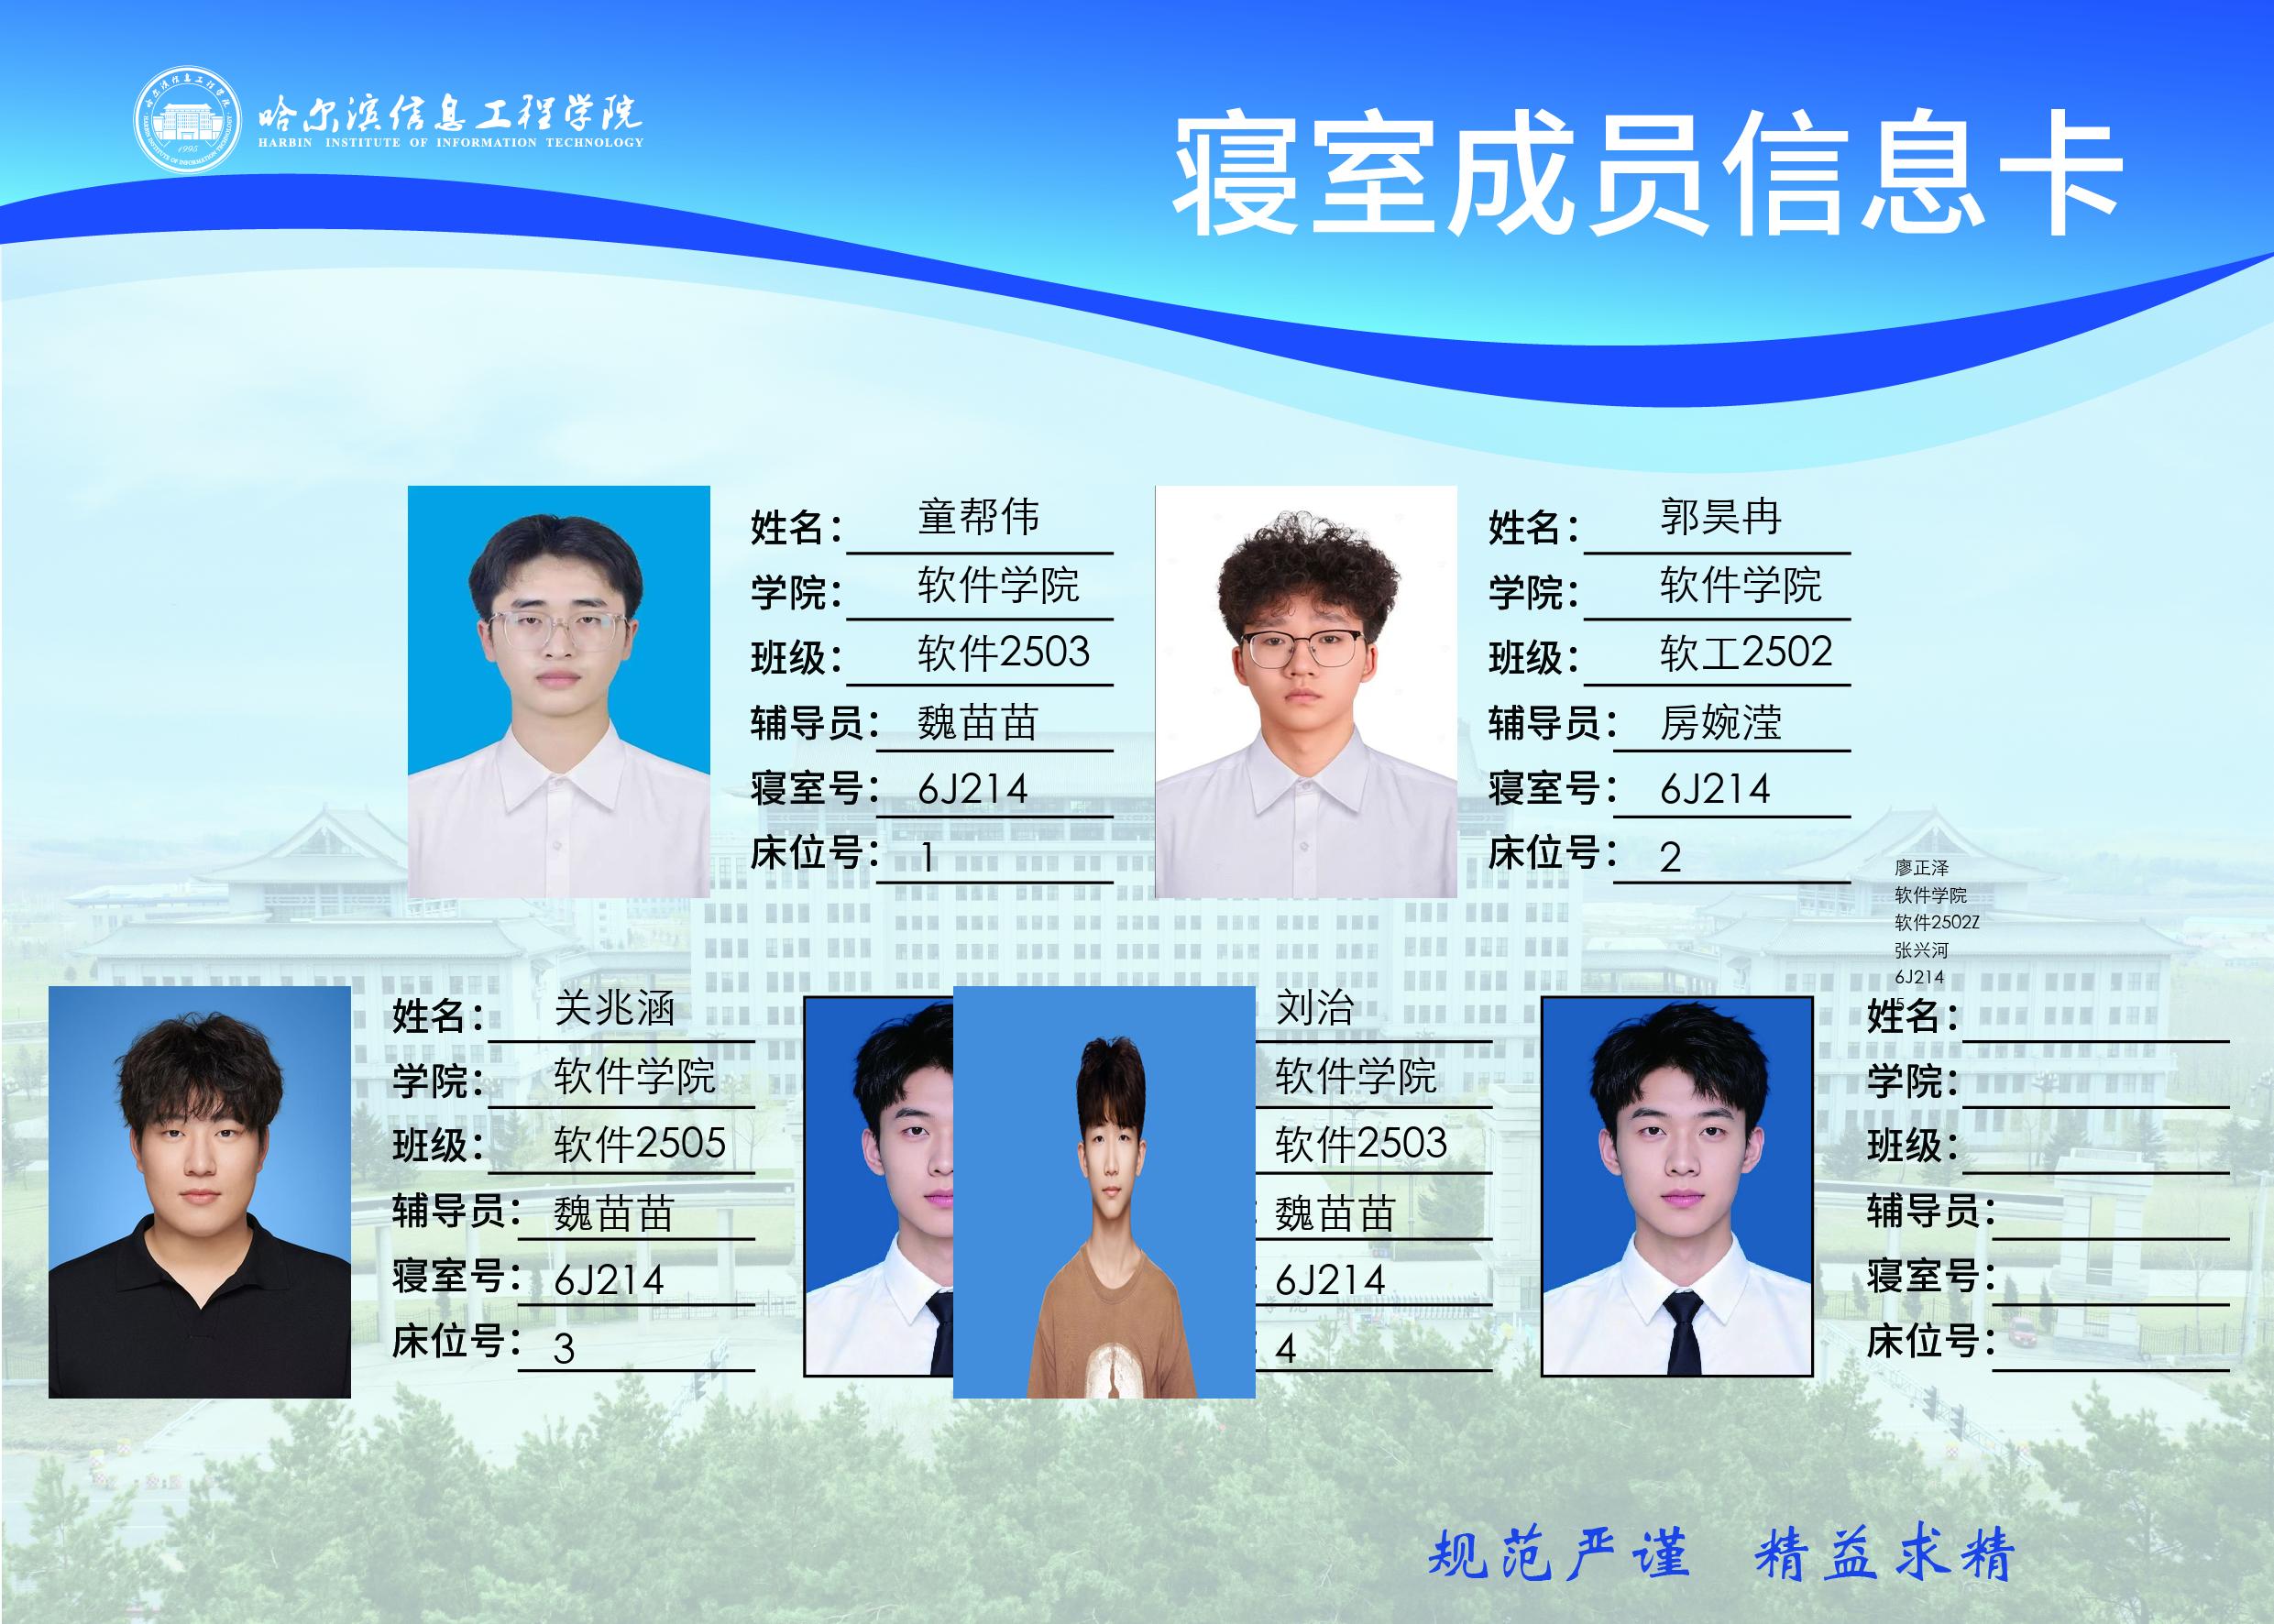 哈尔滨信息工程学院
HARBIN INSTITUTE OF INFORMATION TECHNOLOGY
1995
寝室成员信息卡
姓名：童帮伟
学院：软件学院
班级：软件2503
辅导员：魏苗苗
寝室号：6J214
床位号：1
姓名：郭昊冉
学院：软件学院
班级：软工2502
辅导员：房婉滢
寝室号：6J214
床位号：2
廖正泽
软件学院
软件2502Z
张兴河
6J214
5
姓名：关兆涵
学院：软件学院
班级：软件2505
辅导员：魏苗苗
寝室号：6J214
床位号：3
刘治
软件学院
软件2503
魏苗苗
6J214
4
姓名：
学院：
班级：
辅导员：
寝室号：
床位号：
规范严谨 精益求精